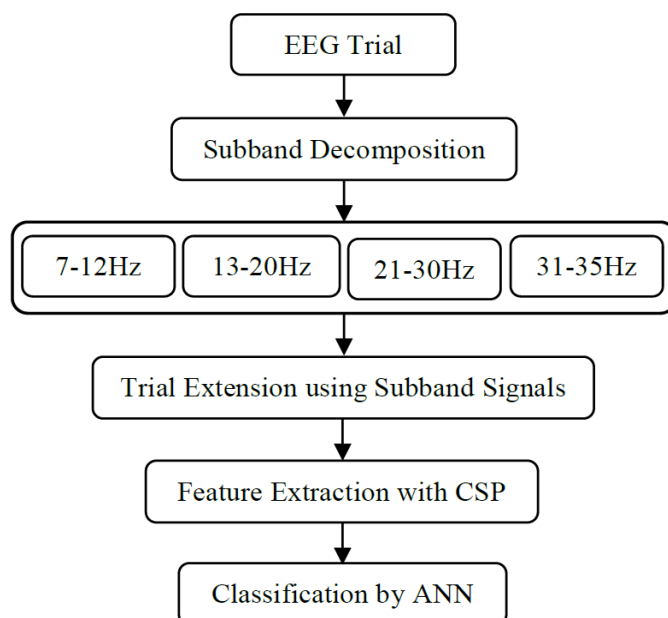 EEG Trial
Subband Decomposition
7-12Hz 13-20Hz 21-30Hz 31-35Hz
Trial Extension using Subband Signals
Feature Extraction with CSP
Classification by ANN